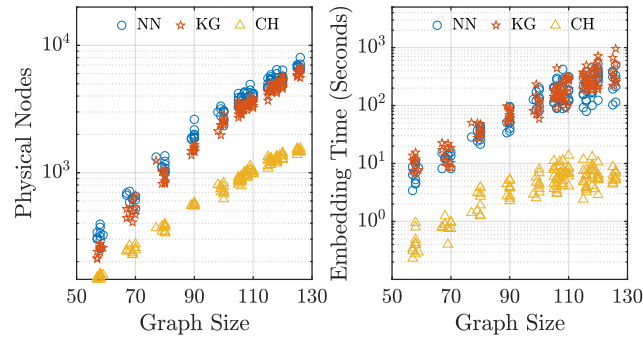 NN KG CH
10^4
10^3
Physical Nodes
50 70 90 110 130
Graph Size
NN KG CH
10^3
10^2
10^1
10^0
Embedding Time (Seconds)
50 70 90 110 130
Graph Size